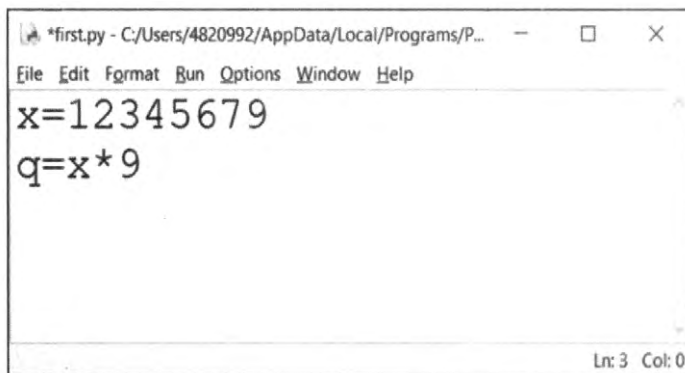 *first.py - C:/Users/4820992/AppData/Local/Programs/P...
File Edit Format Run Options Window Help
x=12345679
q=x*9
Ln: 3 Col: 0